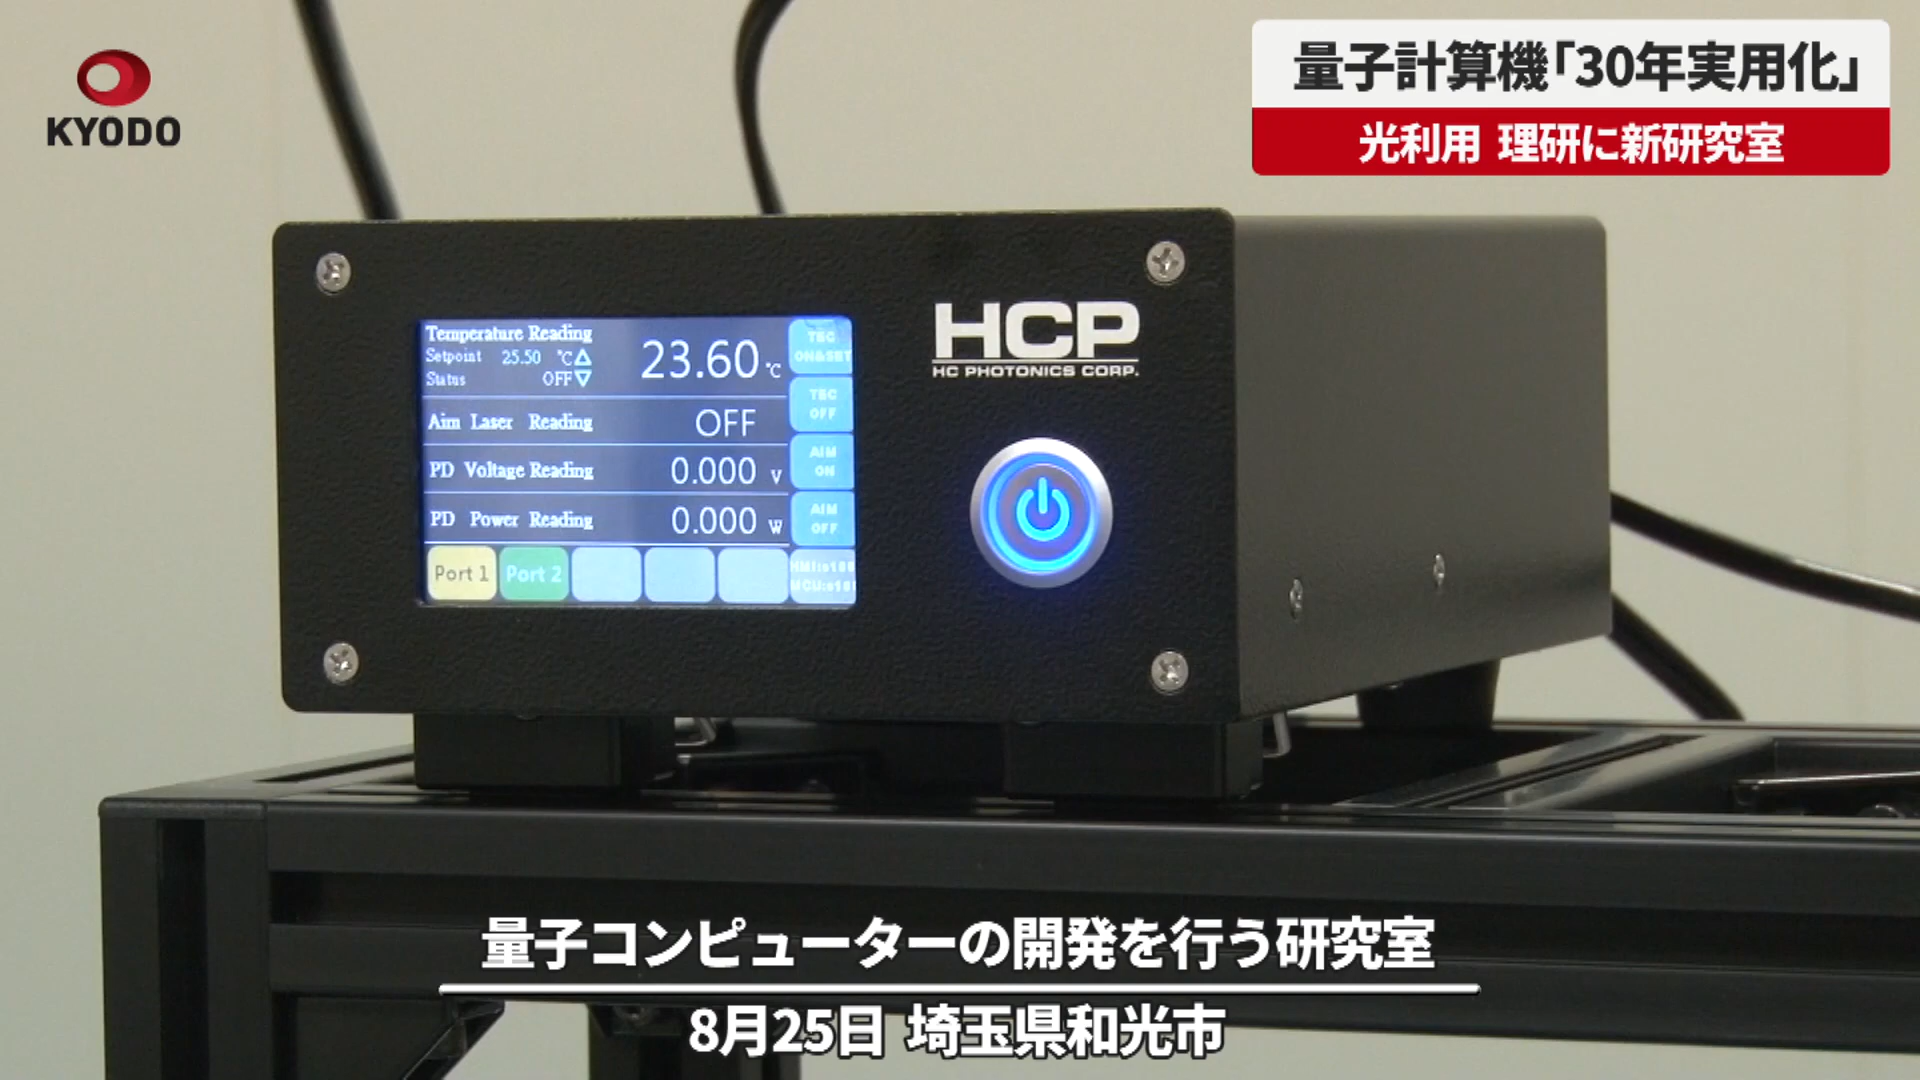 KYODO
量子計算機「30年実用化」
光利用 理研に新研究室
Temperature Reading
Setpoint 25.50 ℃△
Status OFF▽
23.60 ℃
TEC
ON&SET
TEC
OFF
Aim Laser Reading OFF
AIM
ON
PD Voltage Reading 0.000 V
AIM
OFF
PD Power Reading 0.000 W
Port 1
Port 2
HCP
HC PHOTONICS CORP.
量子コンピューターの開発を行う研究室
8月25日 埼玉県和光市